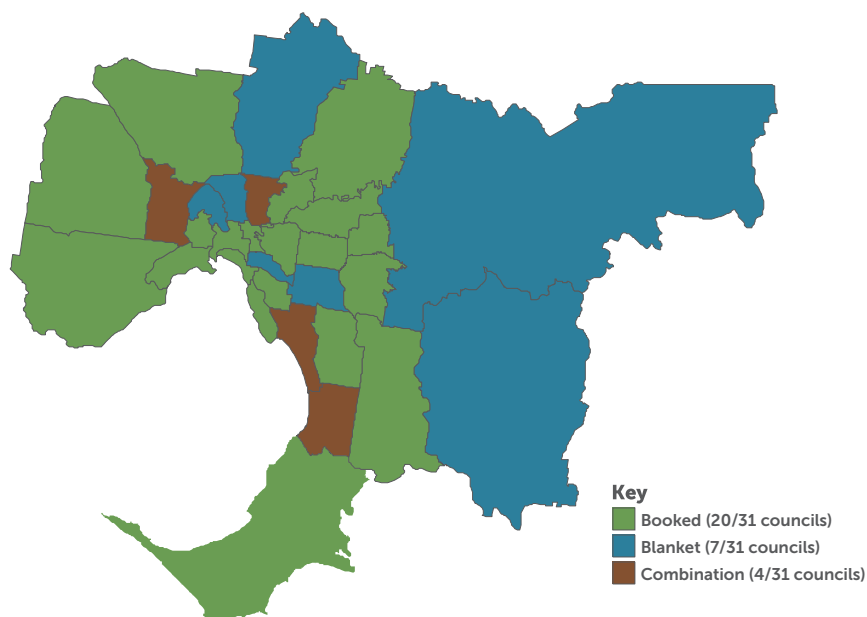 Key
Booked (20/31 councils)
Blanket (7/31 councils)
Combination (4/31 councils)